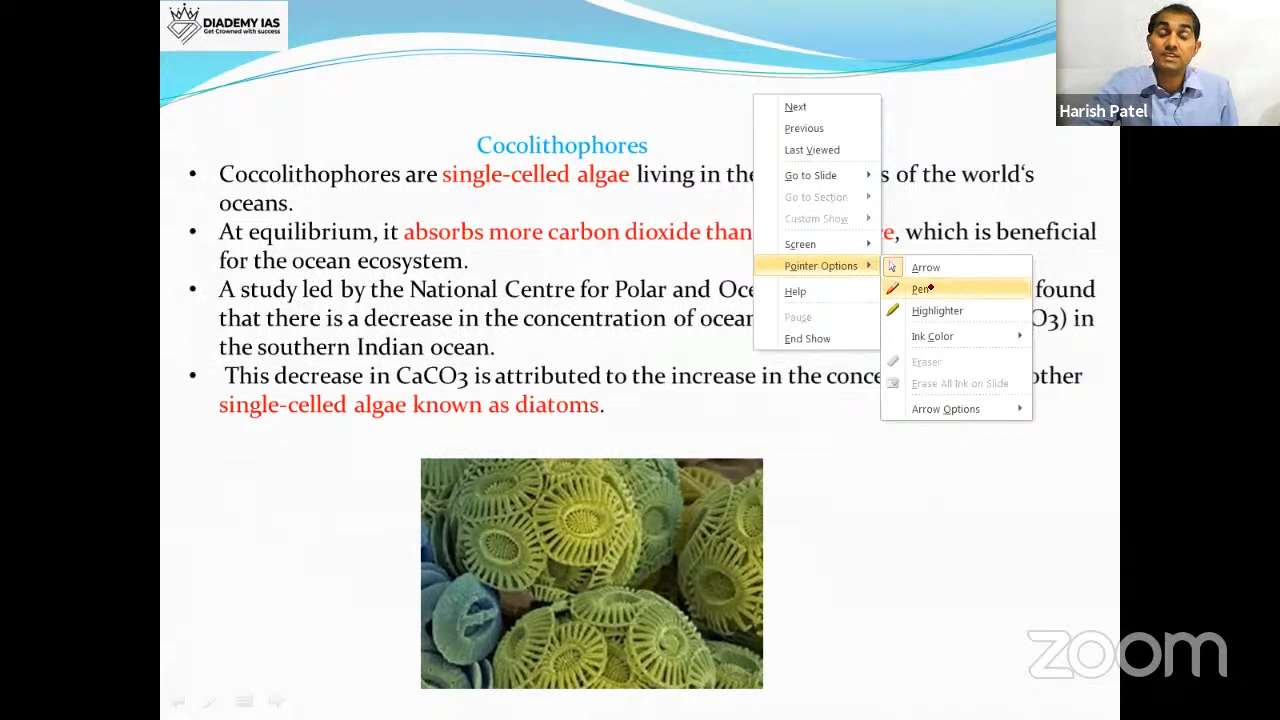 DIADEMY IAS
Get Crowned with success
Harish Patel
Cocolithophores
• Coccolithophores are single-celled algae living in the s of the world‘s
oceans.
• At equilibrium, it absorbs more carbon dioxide than e, which is beneficial
for the ocean ecosystem.
• A study led by the National Centre for Polar and Oce found
that there is a decrease in the concentration of ocean O3) in
the southern Indian ocean.
• This decrease in CaCO3 is attributed to the increase in the conce other
single-celled algae known as diatoms.
Next
Previous
Last Viewed
Go to Slide
Go to Section
Custom Show
Screen
Pointer Options
Help
Pause
End Show
Arrow
Pen
Highlighter
Ink Color
Eraser
Erase All Ink on Slide
Arrow Options
zoom